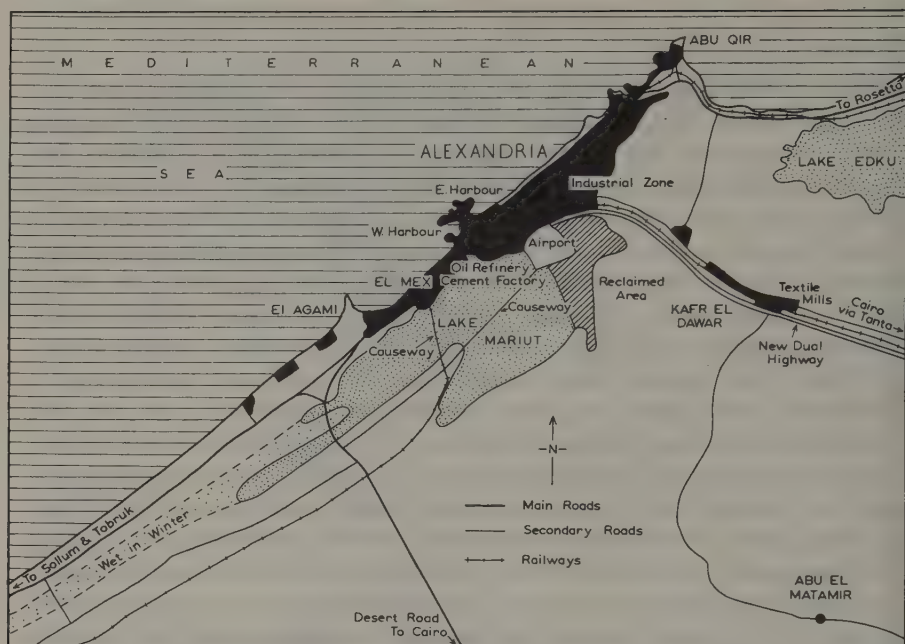 ABU QIR
MEDITERRANEAN
To Rosetta
ALEXANDRIA
LAKE EDKU
SEA
E. Harbour
Industrial Zone
W. Harbour
Airport
Oil Refinery
EL MEX
Cement Factory
Reclaimed
Area
Textile
Mills
El AGAMI
Causeway
KAFR EL
DAWAR
Cairo
via Tanta
LAKE
MARIUT
Causeway
New Dual
Highway
-N-
Main Roads
Secondary Roads
Railways
Wet in Winter
To Sollum & Tobruk
ABU EL
MATAMIR
Desert Road
To Cairo